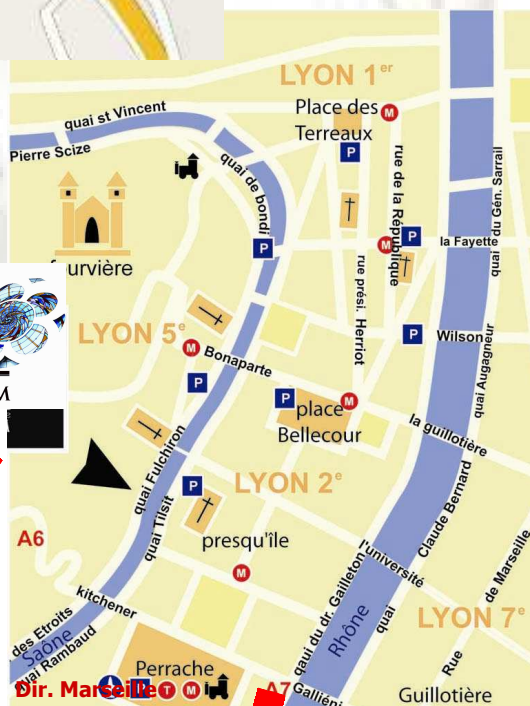 LYON 1er
Place des
Terreaux
M
quai st Vincent
Pierre Scize
P
quai de bondi
rue de la République
quai du Gén. Sarrail
P
P
M
la Fayette
fourvière
rue prési. Herriot
LYON 5e
M
Bonaparte
P
Wilson
quai Augagneur
P
P
place
M
Bellecour
la guillotière
quai Fulchiron
P
LYON 2e
quai Tilsit
Claude Bernard
A6
presqu'île
M
l'université
de Marseille
kitchener
quai du dr. Gailleton
Rhône
quai
LYON 7e
des Etroits
Saône
quai Rambaud
Rue
Perrache
Dir. Marseille
T
M
A7
Galliéni
Guillotière